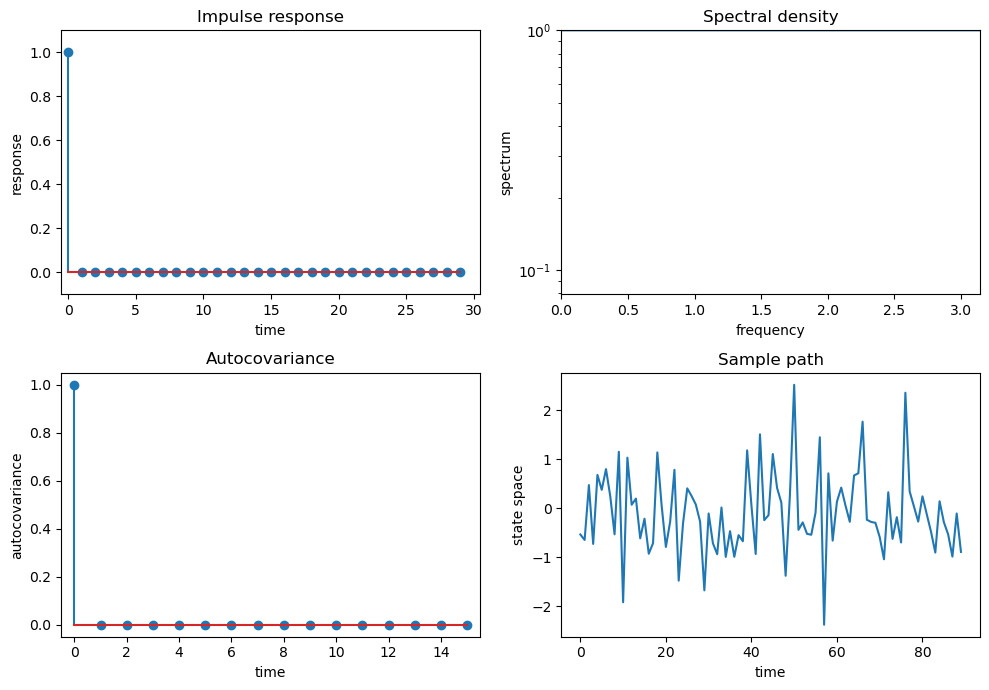 Impulse response
1.0
0.8
0.6
0.4
0.2
0.0
response
0 5 10 15 20 25 30
time
Spectral density
10⁰
10⁻¹
spectrum
0.0 0.5 1.0 1.5 2.0 2.5 3.0
frequency
Autocovariance
1.0
0.8
0.6
0.4
0.2
0.0
autocovariance
0 2 4 6 8 10 12 14
time
Sample path
2
1
0
−1
−2
state space
0 20 40 60 80
time